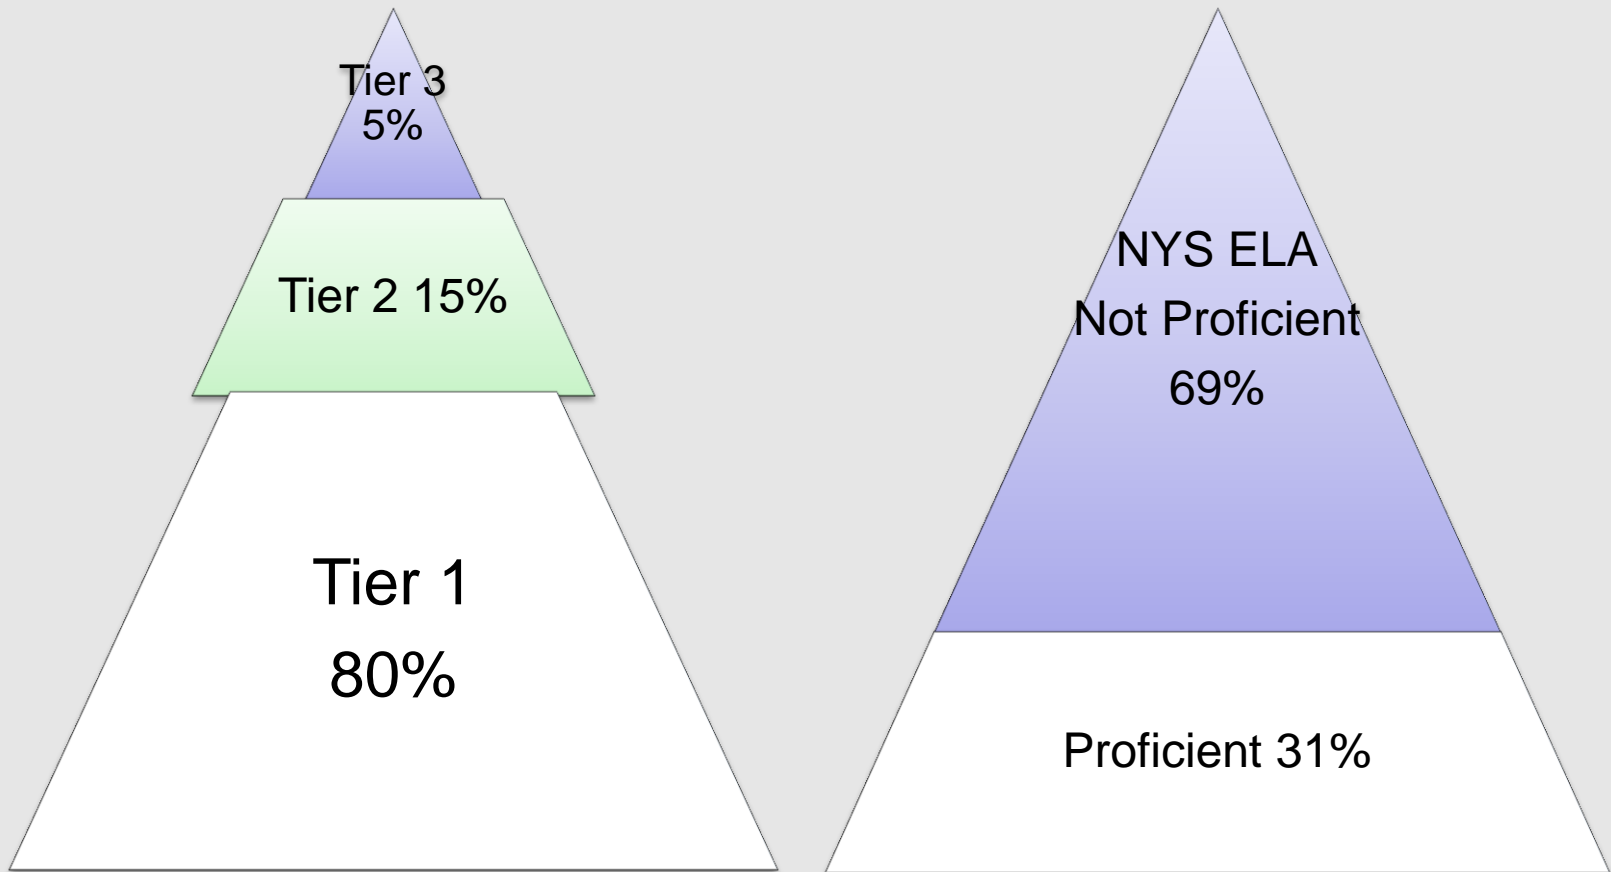 Tier 3
5%
Tier 2 15%
Tier 1
80%
NYS ELA
Not Proficient
69%
Proficient 31%